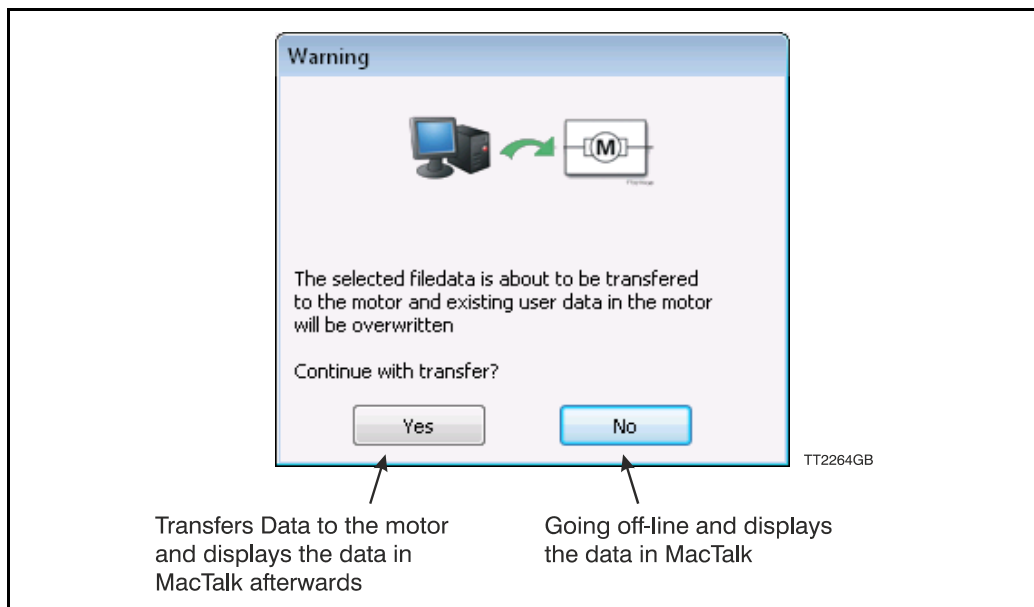 Warning
M
The selected filedata is about to be transfered
to the motor and existing user data in the motor
will be overwritten
Continue with transfer?
Yes
No
TT2264GB
Transfers Data to the motor
and displays the data in
MacTalk afterwards
Going off-line and displays
the data in MacTalk